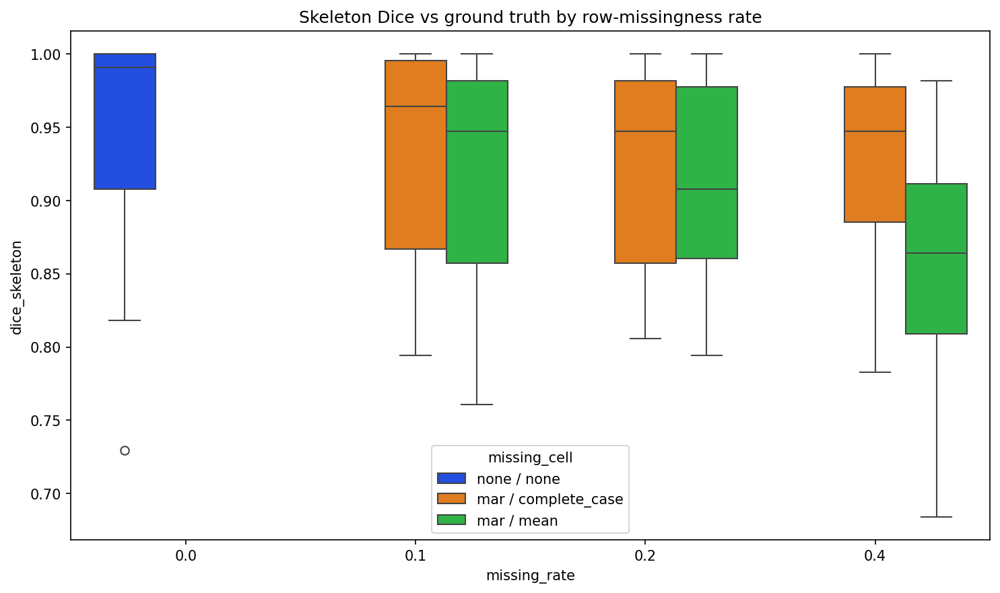 Skeleton Dice vs ground truth by row-missingness rate
dice_skeleton
1.00
0.95
0.90
0.85
0.80
0.75
0.70
missing_cell
none / none
mar / complete_case
mar / mean
0.0 0.1 0.2 0.4
missing_rate